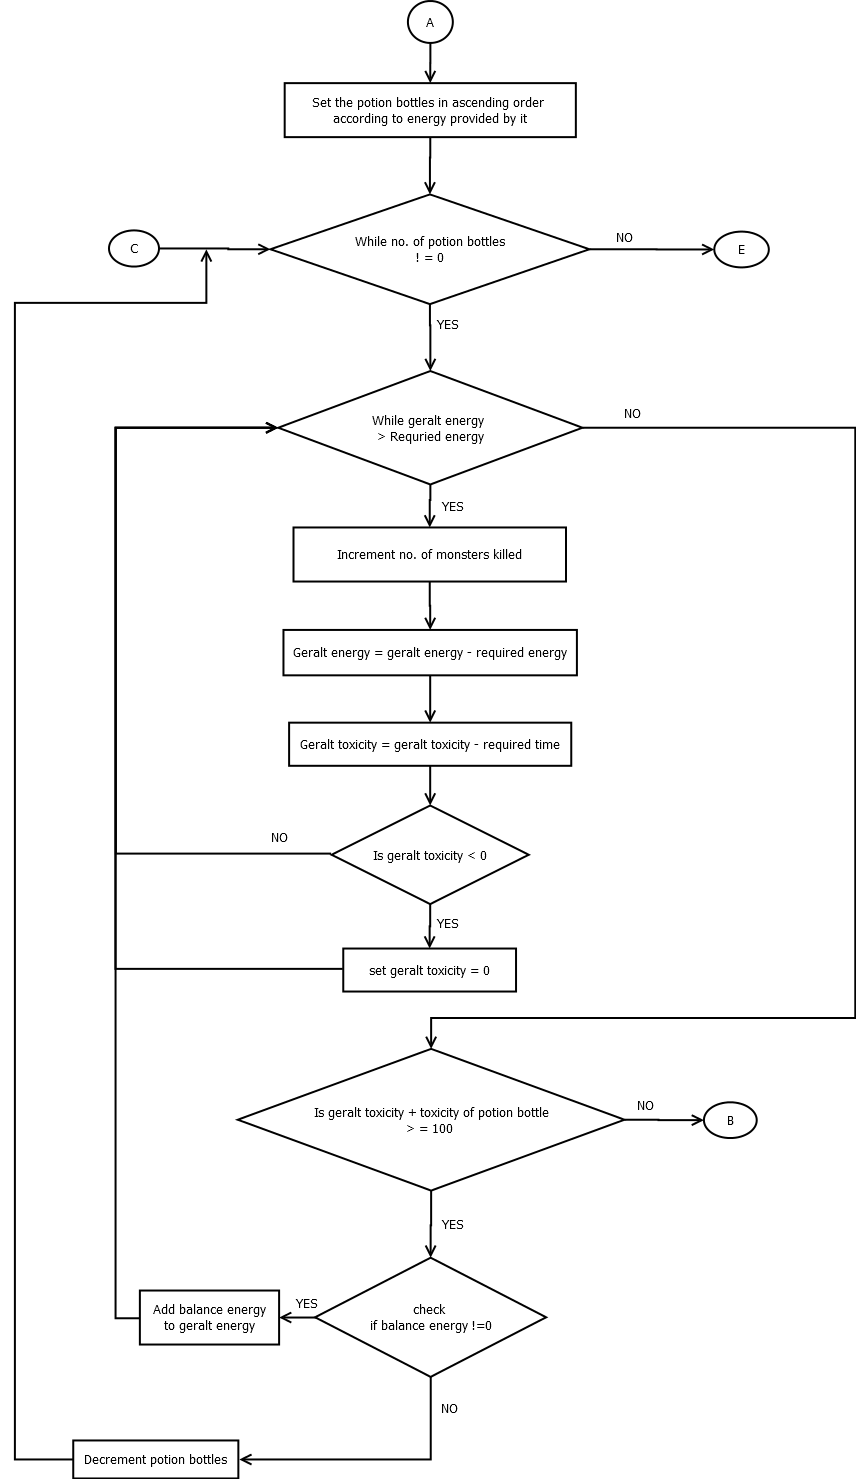 A
Set the potion bottles in ascending order
according to energy provided by it
While no. of potion bottles
! = 0
C
NO
E
YES
While geralt energy
> Requried energy
NO
YES
Increment no. of monsters killed
Geralt energy = geralt energy - required energy
Geralt toxicity = geralt toxicity - required time
NO
Is geralt toxicity < 0
YES
set geralt toxicity = 0
Is geralt toxicity + toxicity of potion bottle
> = 100
NO
B
YES
check
if balance energy !=0
YES
Add balance energy
to geralt energy
NO
Decrement potion bottles